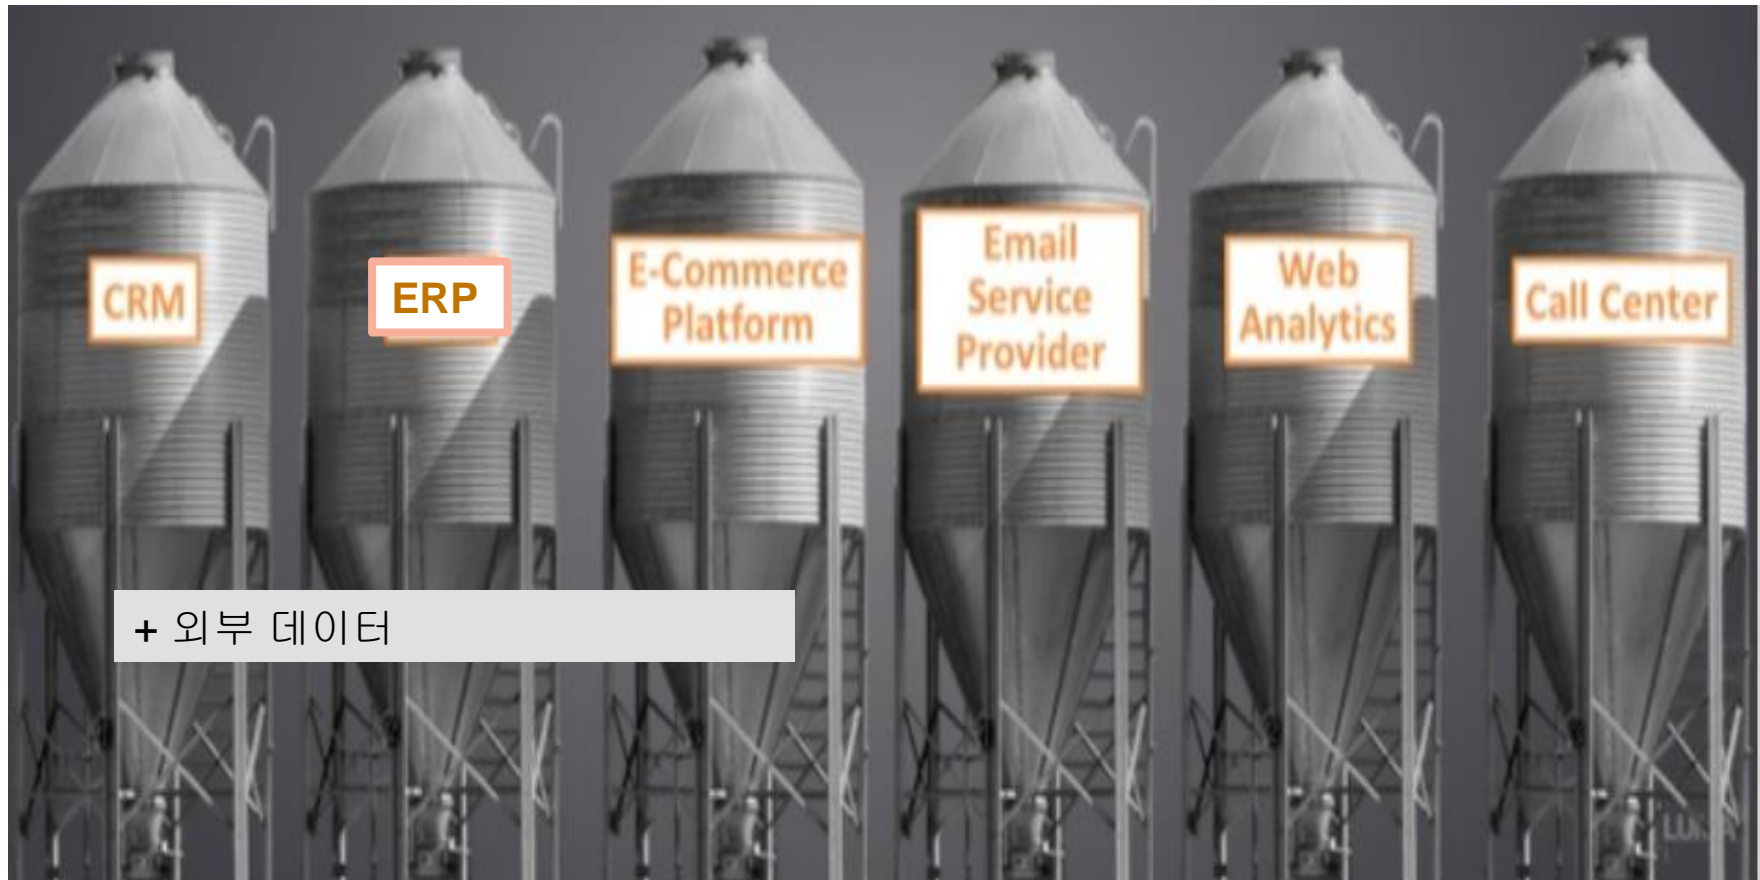 CRM
ERP
E-Commerce
Platform
Email
Service
Provider
Web
Analytics
Call Center
+ 외부 데이터